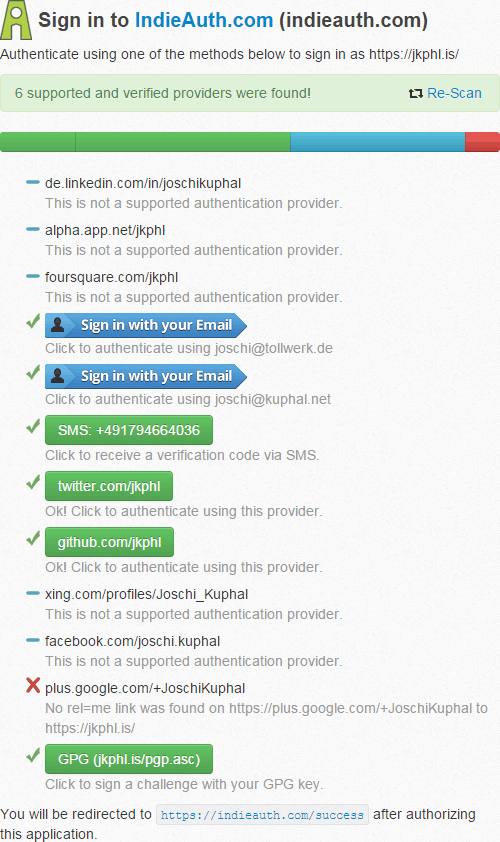 Sign in to IndieAuth.com (indieauth.com)
Authenticate using one of the methods below to sign in as https://jkphl.is/
6 supported and verified providers were found!
Re-Scan
de.linkedin.com/in/joschikuphal
This is not a supported authentication provider.
alpha.app.net/jkphl
This is not a supported authentication provider.
foursquare.com/jkphl
This is not a supported authentication provider.
Sign in with your Email
Click to authenticate using joschi@tollwerk.de
Sign in with your Email
Click to authenticate using joschi@kuphal.net
SMS: +491794664036
Click to receive a verification code via SMS.
twitter.com/jkphl
Ok! Click to authenticate using this provider.
github.com/jkphl
Ok! Click to authenticate using this provider.
xing.com/profiles/Joschi_Kuphal
This is not a supported authentication provider.
facebook.com/joschi.kuphal
This is not a supported authentication provider.
plus.google.com/+JoschiKuphal
No rel=me link was found on https://plus.google.com/+JoschiKuphal to
https://jkphl.is/
GPG (jkphl.is/pgp.asc)
Click to sign a challenge with your GPG key.
You will be redirected to https://indieauth.com/success after authorizing
this application.